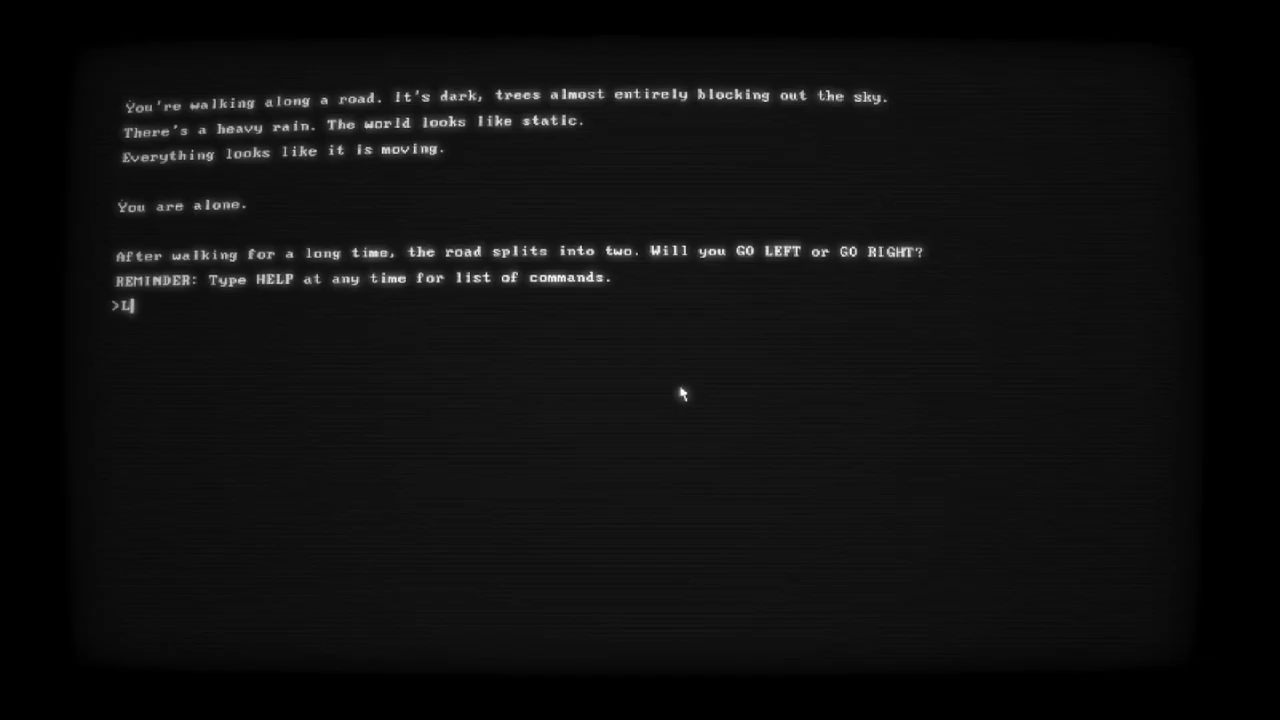 You're walking along a road. It's dark, trees almost entirely blocking out the sky.
There's a heavy rain. The world looks like static.
Everything looks like it is moving.
You are alone.
After walking for a long time, the road splits into two. Will you GO LEFT or GO RIGHT?
REMINDER: Type HELP at any time for list of commands.
>L